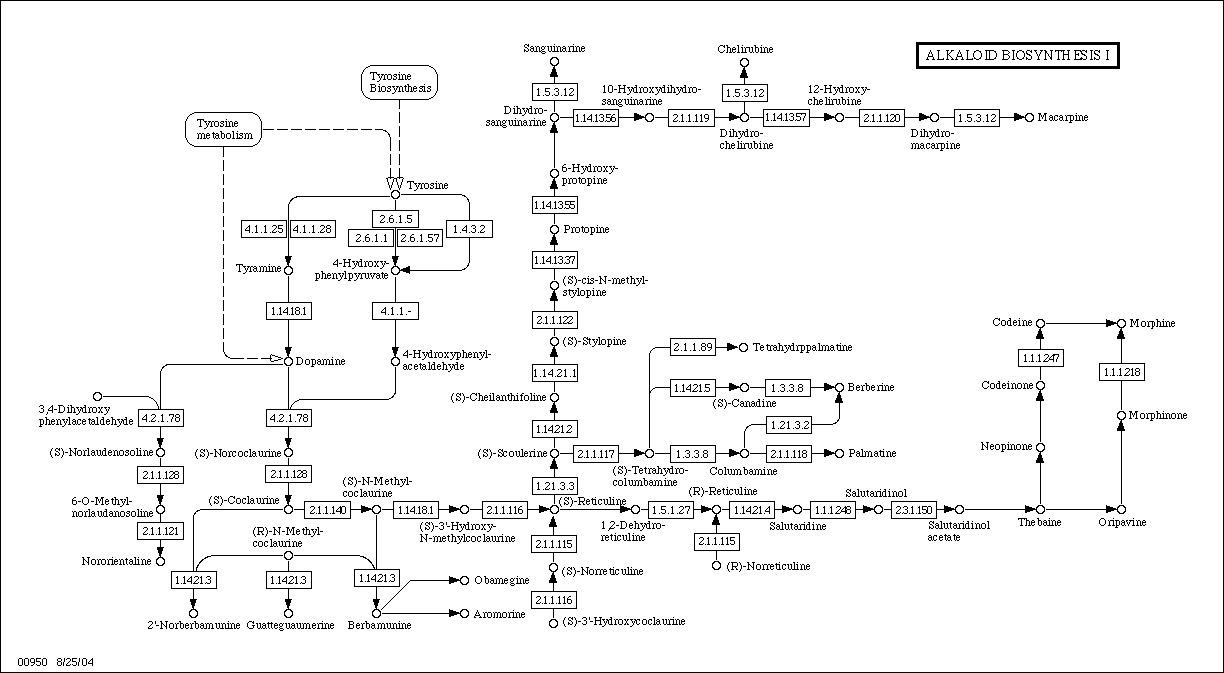 ALKALOID BIOSYNTHESIS I
Sanguinarine
Chelirubine
Tyrosine
Biosynthesis
1.5.3.12
10-Hydroxydihydro-
sanguinarine
1.5.3.12
12-Hydroxy-
chelirubine
Dihydro-
sanguinarine
1.14.13.56
2.1.1.119
1.14.13.57
2.1.1.120
1.5.3.12
Macarpine
Dihydro-
chelirubine
Dihydro-
macarpine
Tyrosine
metabolism
6-Hydroxy-
protopine
Tyrosine
1.14.13.55
4.1.1.25
4.1.1.28
2.6.1.5
2.6.1.1
2.6.1.57
1.4.3.2
Protopine
1.14.13.37
Tyramine
4-Hydroxy-
phenylpyruvate
(S)-cis-N-methyl-
stylopine
1.14.18.1
4.1.1.-
2.1.1.122
Codeine
Morphine
(S)-Stylopine
2.1.1.89
Tetrahydrppalmatine
Dopamine
4-Hydroxyphenyl-
acetaldehyde
1.1.1.247
1.1.1.218
1.14.21.1
1.14.21.5
1.3.3.8
Berberine
Codeinone
(S)-Cheilanthifoline
(S)-Canadine
3,4-Dihydroxy
phenylacetaldehyde
4.2.1.78
4.2.1.78
1.14.21.2
1.21.3.2
Morphinone
(S)-Norlaudenosoline
(S)-Norcoclaurine
(S)-Scoulerine
2.1.1.117
1.3.3.8
2.1.1.118
Palmatine
Neopinone
(S)-Tetrahydro-
columbamine
Columbamine
2.1.1.128
2.1.1.128
(S)-N-Methyl-
coclaurine
1.21.3.3
(R)-Reticuline
Salutaridinol
6-O-Methyl-
norlaudanosoline
(S)-Coclaurine
2.1.1.140
1.14.18.1
2.1.1.116
(S)-Reticuline
1.5.1.27
1.14.21.4
1.1.1.248
2.3.1.150
(S)-3'-Hydroxy-
N-methylcoclaurine
1,2-Dehydro-
reticuline
Salutaridine
Salutaridinol
acetate
Thebaine
Oripavine
2.1.1.121
(R)-N-Methyl-
coclaurine
2.1.1.115
2.1.1.115
Nororientaline
(S)-Norreticuline
(R)-Norreticuline
1.14.21.3
1.14.21.3
1.14.21.3
Obamegine
2.1.1.116
Aromorine
2'-Norberbamunine
Guatteguaumerine
Berbamunine
(S)-3'-Hydroxycoclaurine
00950 8/25/04